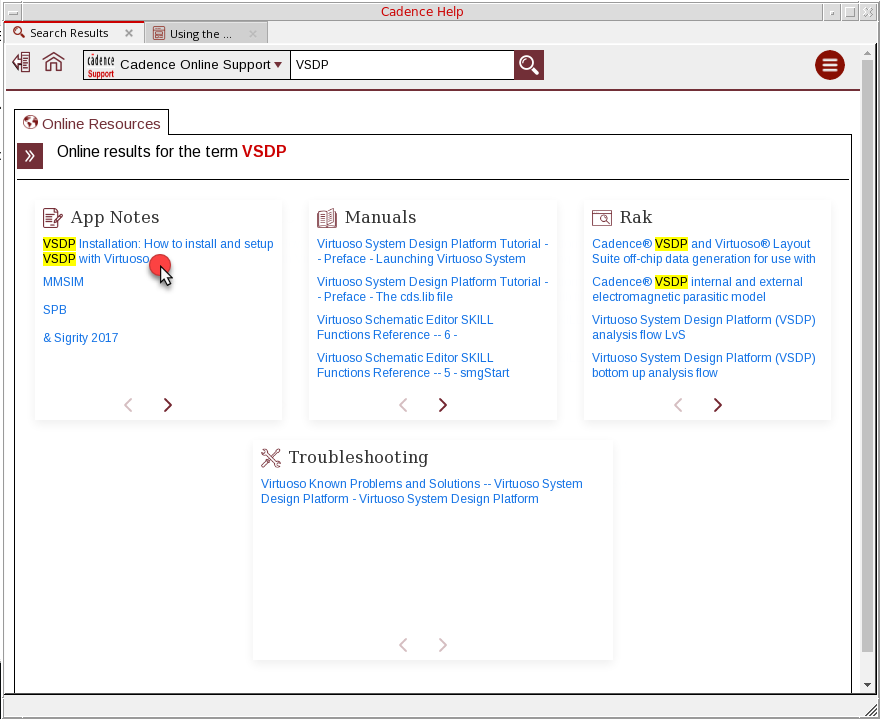 Cadence Help
Search Results
Using the ...
cādence
Support
Cadence Online Support
VSDP
Online Resources
Online results for the term VSDP
App Notes
VSDP Installation: How to install and setup
VSDP with Virtuoso
MMSIM
SPB
& Sigrity 2017
Manuals
Virtuoso System Design Platform Tutorial -
- Preface - Launching Virtuoso System
Virtuoso System Design Platform Tutorial -
- Preface - The cds.lib file
Virtuoso Schematic Editor SKILL
Functions Reference -- 6 -
Virtuoso Schematic Editor SKILL
Functions Reference -- 5 - smgStart
Rak
Cadence® VSDP and Virtuoso® Layout
Suite off-chip data generation for use with
Cadence® VSDP internal and external
electromagnetic parasitic model
Virtuoso System Design Platform (VSDP)
analysis flow LvS
Virtuoso System Design Platform (VSDP)
bottom up analysis flow
Troubleshooting
Virtuoso Known Problems and Solutions -- Virtuoso System
Design Platform - Virtuoso System Design Platform